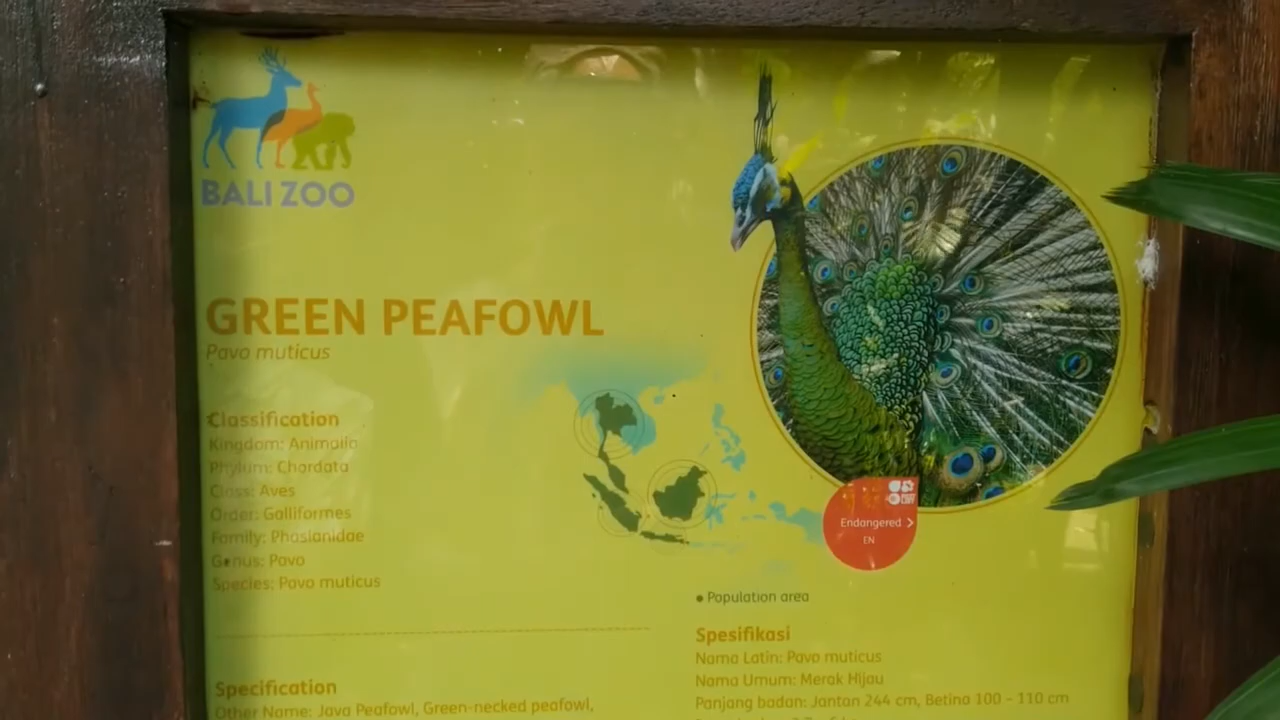 BALI ZOO
GREEN PEAFOWL
Pavo muticus
Classification
Kingdom: Animalia
Phylum: Chordata
Class: Aves
Order: Galliformes
Family: Phasianidae
Genus: Pavo
Species: Pavo muticus
Endangered >
EN
• Population area
Specification
Other Name: Java Peafowl, Green-necked peafowl,
Spesifikasi
Nama Latin: Pavo muticus
Nama Umum: Merak Hijau
Panjang badan: Jantan 244 cm, Betina 100 – 110 cm